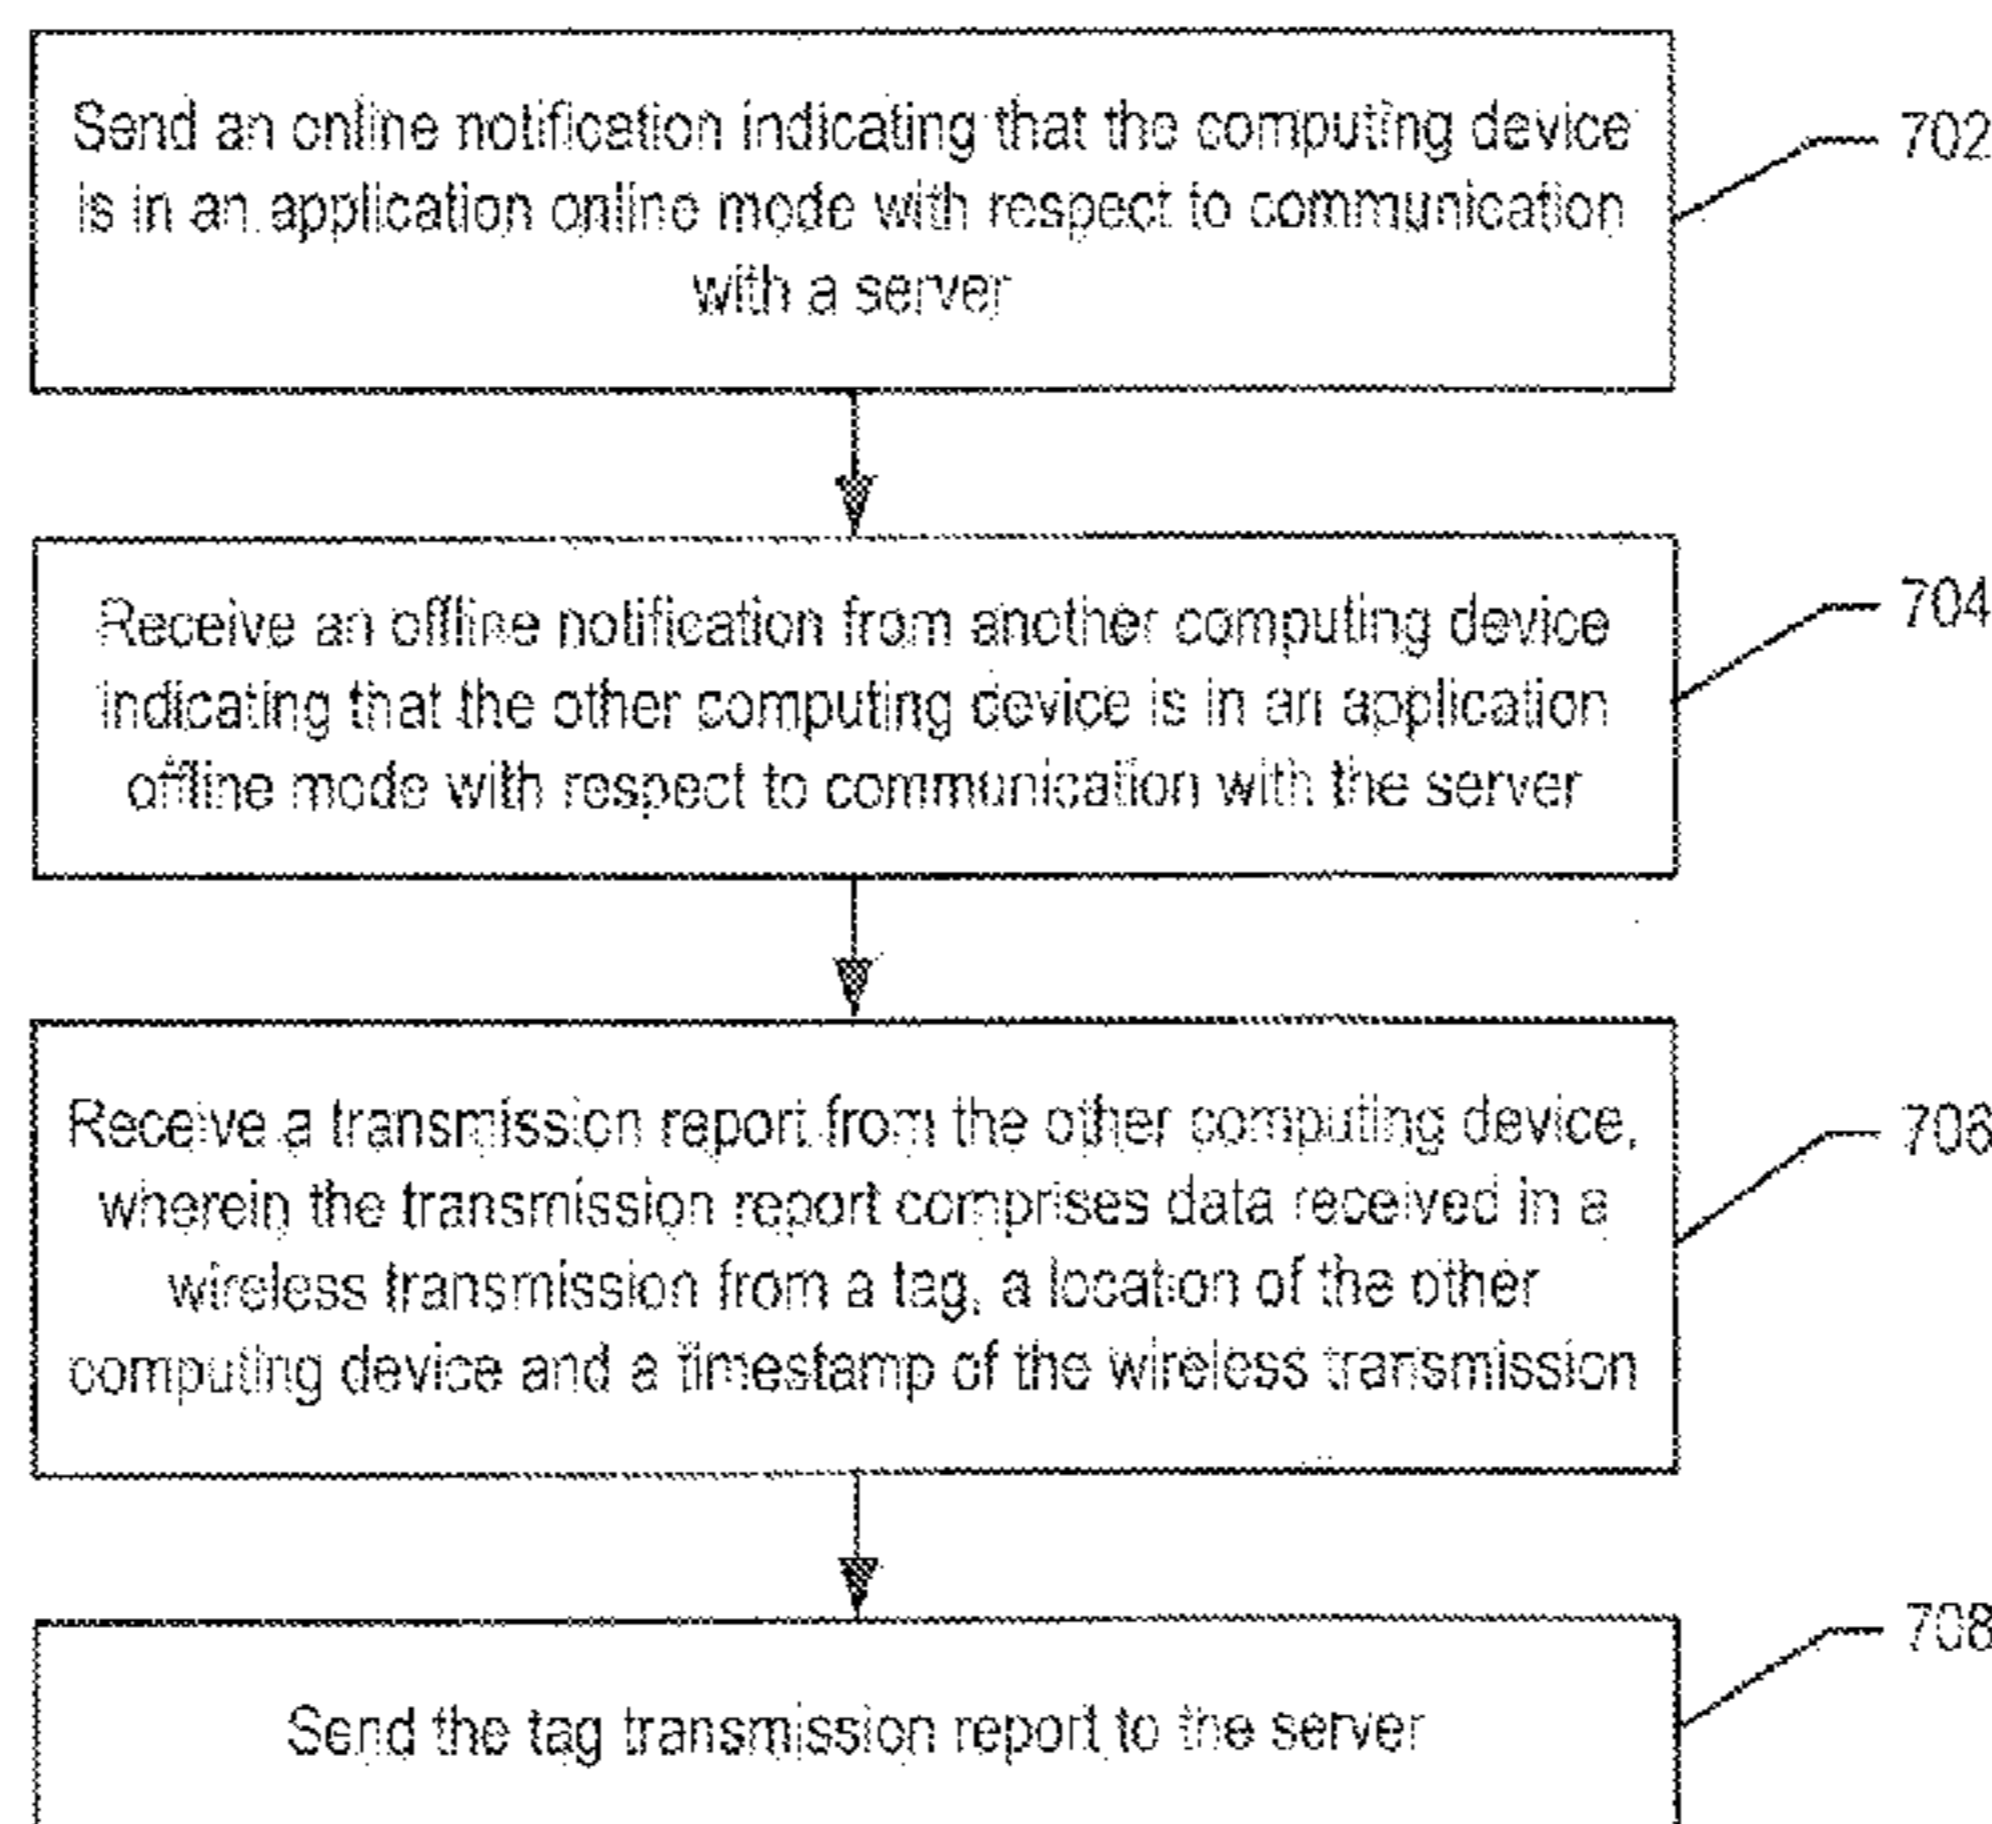 Send an online notification indicating that the computing device
is in an application online mode with respect to communication
with a server
702
Receive an offline notification from another computing device
indicating that the other computing device is in an application
offline mode with respect to communication with the server
704
Receive a transmission report from the other computing device,
wherein the transmission report comprises data received in a
wireless transmission from a tag, a location of the other
computing device and a timestamp of the wireless transmission
706
Send the tag transmission report to the server
708